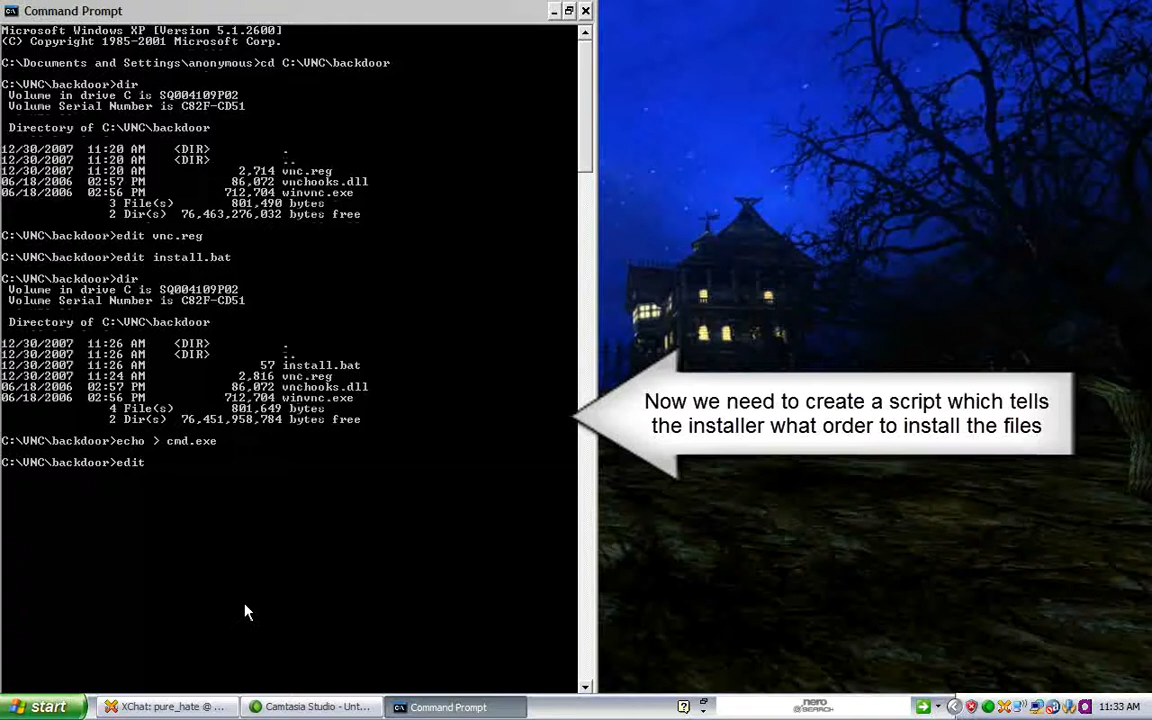 Command Prompt
Microsoft Windows XP [Version 5.1.2600]
(C) Copyright 1985-2001 Microsoft Corp.
C:\Documents and Settings\anonymous>cd C:\VNC\backdoor
C:\VNC\backdoor>dir
Volume in drive C is SQ004109P02
Volume Serial Number is C82F-CD51
Directory of C:\VNC\backdoor
12/30/2007 11:20 AM <DIR> .
12/30/2007 11:20 AM <DIR> ..
12/30/2007 11:20 AM 2,714 vnc.reg
06/18/2006 02:57 PM 86,072 vnchooks.dll
06/18/2006 02:56 PM 712,704 winvnc.exe
3 File(s) 801,490 bytes
2 Dir(s) 76,463,276,032 bytes free
C:\VNC\backdoor>edit vnc.reg
C:\VNC\backdoor>edit install.bat
C:\VNC\backdoor>dir
Volume in drive C is SQ004109P02
Volume Serial Number is C82F-CD51
Directory of C:\VNC\backdoor
12/30/2007 11:26 AM <DIR> .
12/30/2007 11:26 AM <DIR> ..
12/30/2007 11:26 AM 57 install.bat
12/30/2007 11:24 AM 2,816 vnc.reg
06/18/2006 02:57 PM 86,072 vnchooks.dll
06/18/2006 02:56 PM 712,704 winvnc.exe
4 File(s) 801,649 bytes
2 Dir(s) 76,451,958,784 bytes free
C:\VNC\backdoor>echo > cmd.exe
C:\VNC\backdoor>edit
Now we need to create a script which tells
the installer what order to install the files
start
XChat: pure_hate @ ...
Camtasia Studio - Unt...
Command Prompt
nero
SEARCH
11:33 AM